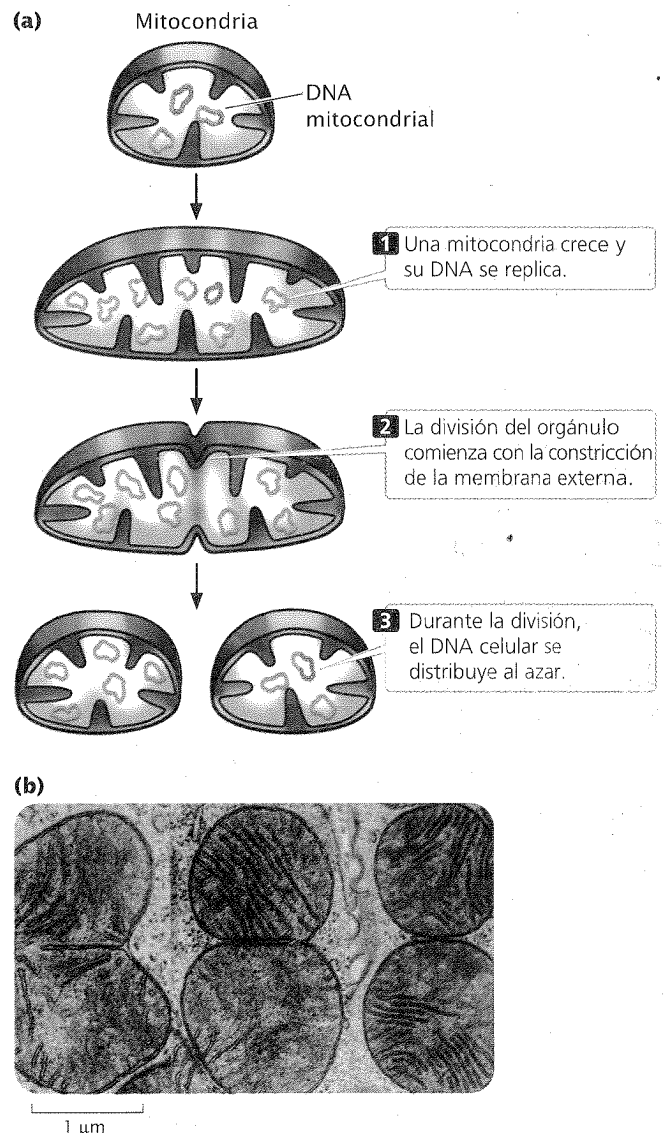 (a)
Mitocondria
DNA
mitocondrial
1 Una mitocondria crece y
su DNA se replica.
2 La división del orgánulo
comienza con la constricción
de la membrana externa.
3 Durante la división,
el DNA celular se
distribuye al azar.
(b)
1 µm